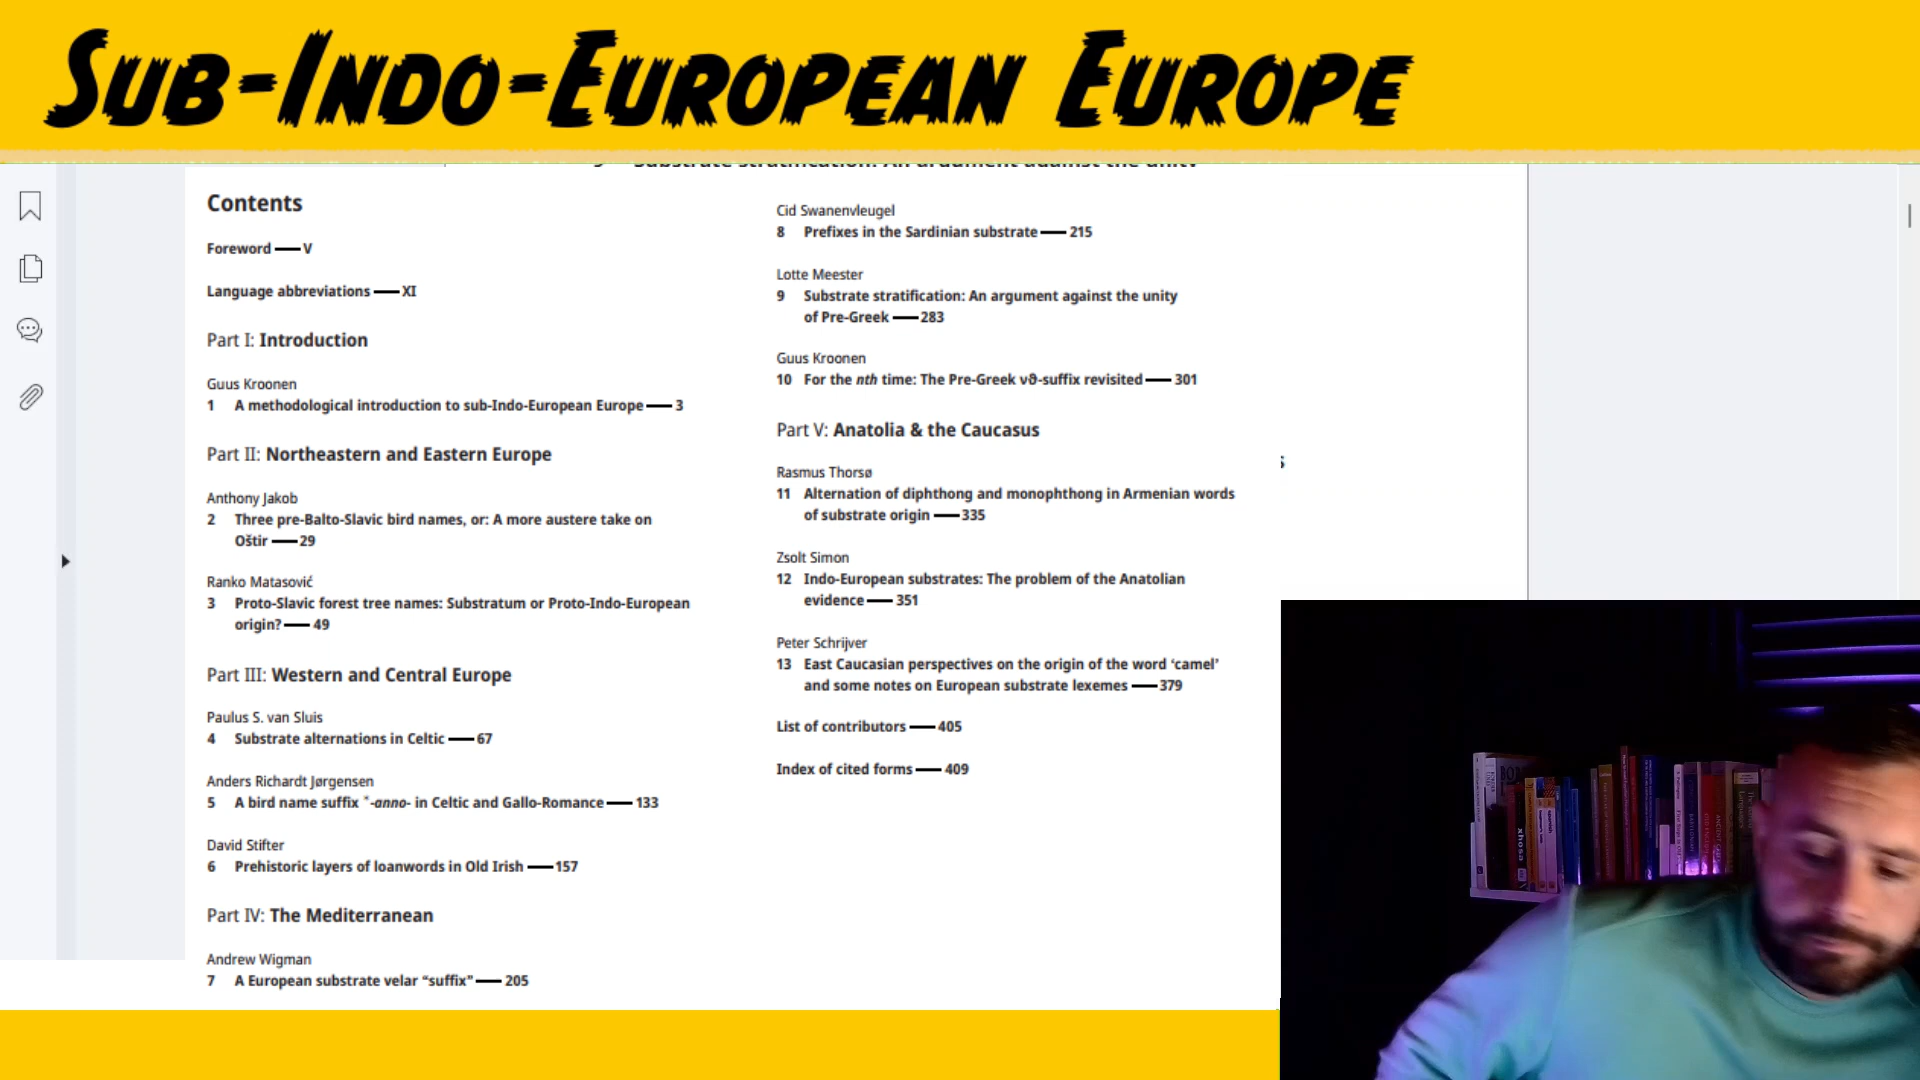 Sub-Indo-European Europe
Substrate stratification: An argument against the unity
Contents
Foreword — V
Language abbreviations — XI
Part I: Introduction
Guus Kroonen
1 A methodological introduction to sub-Indo-European Europe — 3
Part II: Northeastern and Eastern Europe
Anthony Jakob
2 Three pre-Balto-Slavic bird names, or: A more austere take on
Oštir — 29
Ranko Matasović
3 Proto-Slavic forest tree names: Substratum or Proto-Indo-European
origin? — 49
Part III: Western and Central Europe
Paulus S. van Sluis
4 Substrate alternations in Celtic — 67
Anders Richardt Jørgensen
5 A bird name suffix *-anno- in Celtic and Gallo-Romance — 133
David Stifter
6 Prehistoric layers of loanwords in Old Irish — 157
Part IV: The Mediterranean
Andrew Wigman
7 A European substrate velar “suffix” — 205
Cid Swanenvleugel
8 Prefixes in the Sardinian substrate — 215
Lotte Meester
9 Substrate stratification: An argument against the unity
of Pre-Greek — 283
Guus Kroonen
10 For the nth time: The Pre-Greek νϑ-suffix revisited — 301
Part V: Anatolia & the Caucasus
Rasmus Thorsø
11 Alternation of diphthong and monophthong in Armenian words
of substrate origin — 335
Zsolt Simon
12 Indo-European substrates: The problem of the Anatolian
evidence — 351
Peter Schrijver
13 East Caucasian perspectives on the origin of the word ‘camel’
and some notes on European substrate lexemes — 379
List of contributors — 405
Index of cited forms — 409
xhosa